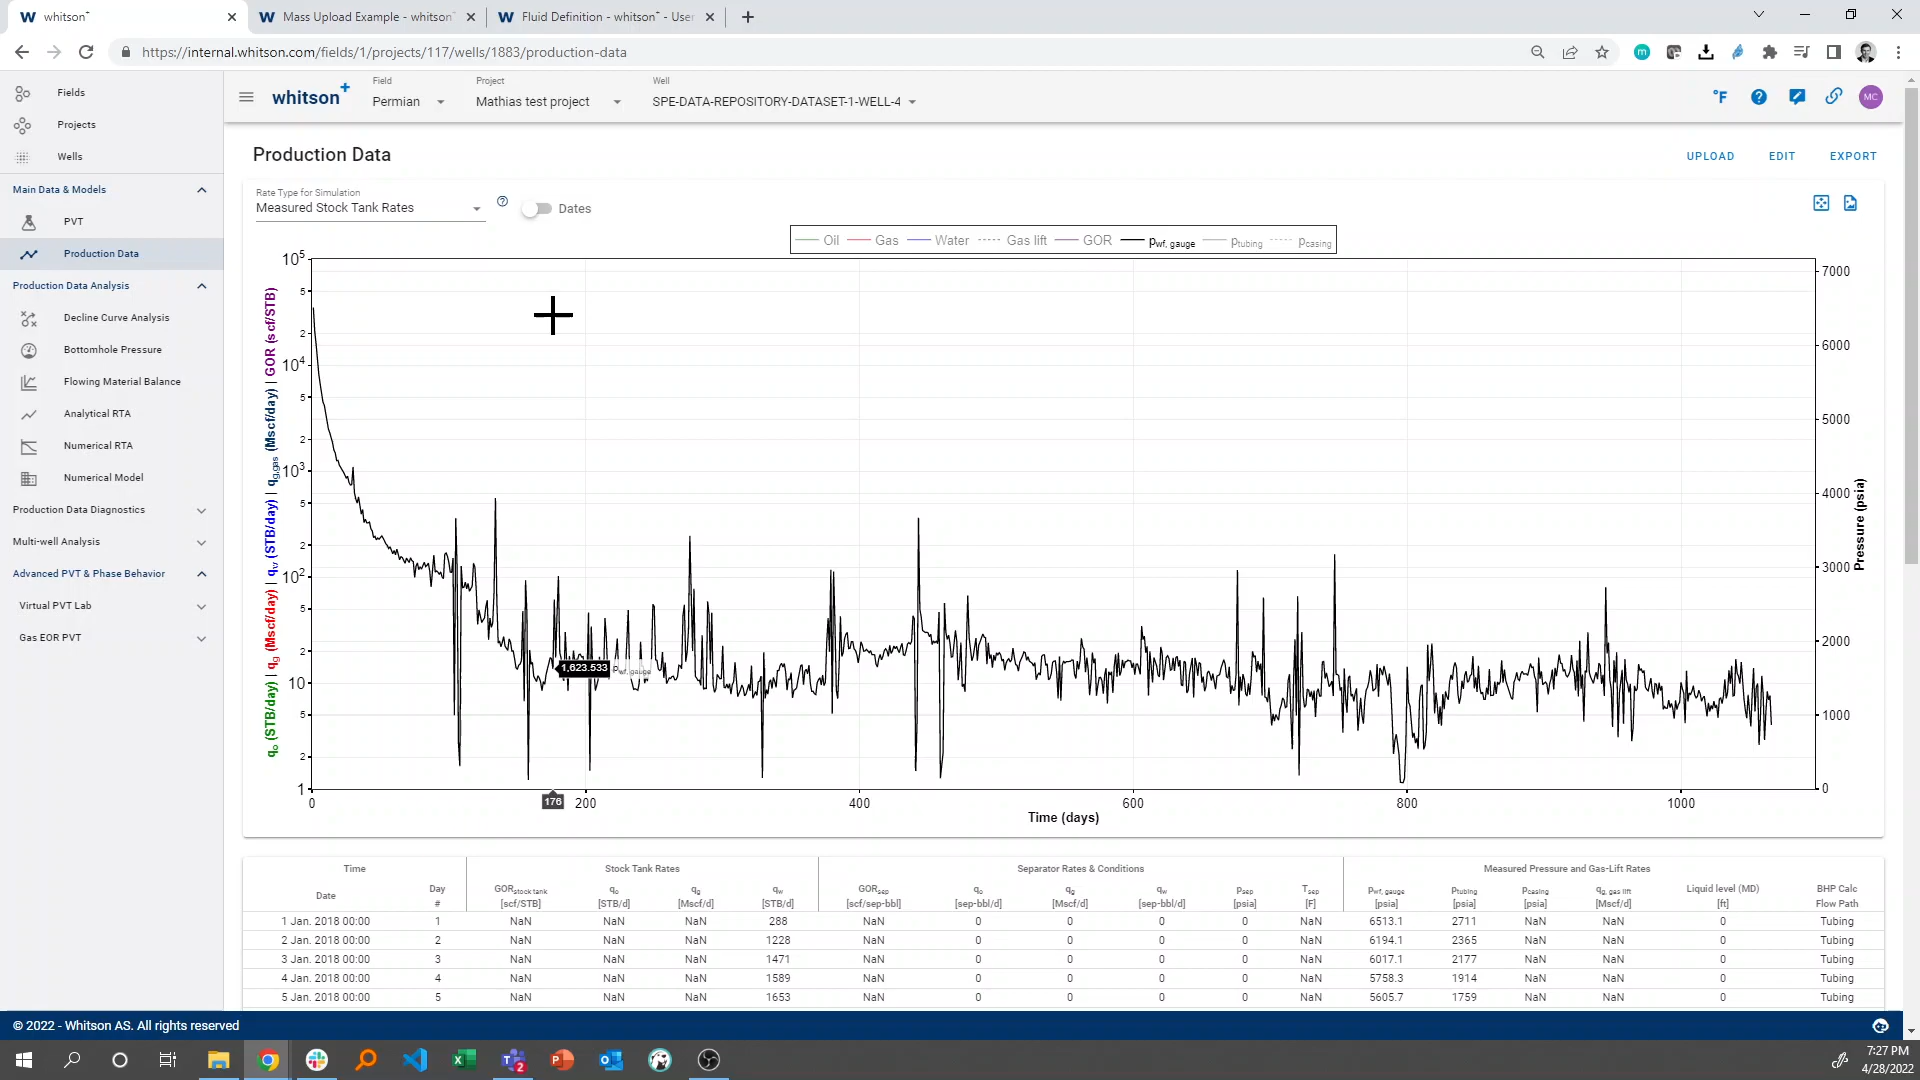 whitson+
Mass Upload Example - whitson+
Fluid Definition - whitson+ - User
https://internal.whitson.com/fields/1/projects/117/wells/1883/production-data
Fields
Projects
Wells
Main Data & Models
PVT
Production Data
Production Data Analysis
Decline Curve Analysis
Bottomhole Pressure
Flowing Material Balance
Analytical RTA
Numerical RTA
Numerical Model
Production Data Diagnostics
Multi-well Analysis
Advanced PVT & Phase Behavior
Virtual PVT Lab
Gas EOR PVT
whitson+
Field
Permian
Project
Mathias test project
Well
SPE-DATA-REPOSITORY-DATASET-1-WELL-4
°F
MC
Production Data
UPLOAD EDIT EXPORT
Rate Type for Simulation
Measured Stock Tank Rates
Dates
Oil Gas Water Gas lift GOR pwf, gauge ptubing pcasing
qo (STB/day) | qg (Mscf/day) | qw (STB/day) | qg,gas (Mscf/day) | GOR (scf/STB)
10^5
5
2
10^4
5
2
10^3
5
2
10^2
5
2
10
5
2
1
7000
6000
5000
4000
3000
2000
1000
0
Pressure (psia)
1,623.533 pwf, gauge
0 176 200 400 600 800 1000
Time (days)
Time Stock Tank Rates Separator Rates & Conditions Measured Pressure and Gas-Lift Rates
Date Day # GORstock tank [scf/STB] qo [STB/d] qg [Mscf/d] qw [STB/d] GORsep [scf/sep-bbl] qo [sep-bbl/d] qg [Mscf/d] qw [sep-bbl/d] psep [psia] Tsep [F] pwf, gauge [psia] ptubing [psia] pcasing [psia] qg, gas lift [Mscf/d] Liquid level (MD) [ft] BHP Calc Flow Path
1 Jan. 2018 00:00 1 NaN NaN NaN 288 NaN 0 0 0 0 NaN 6513.1 2711 NaN NaN 0 Tubing
2 Jan. 2018 00:00 2 NaN NaN NaN 1228 NaN 0 0 0 0 NaN 6194.1 2365 NaN NaN 0 Tubing
3 Jan. 2018 00:00 3 NaN NaN NaN 1471 NaN 0 0 0 0 NaN 6017.1 2177 NaN NaN 0 Tubing
4 Jan. 2018 00:00 4 NaN NaN NaN 1589 NaN 0 0 0 0 NaN 5758.3 1914 NaN NaN 0 Tubing
5 Jan. 2018 00:00 5 NaN NaN NaN 1653 NaN 0 0 0 0 NaN 5605.7 1759 NaN NaN 0 Tubing
© 2022 - Whitson AS. All rights reserved
7:27 PM
4/28/2022